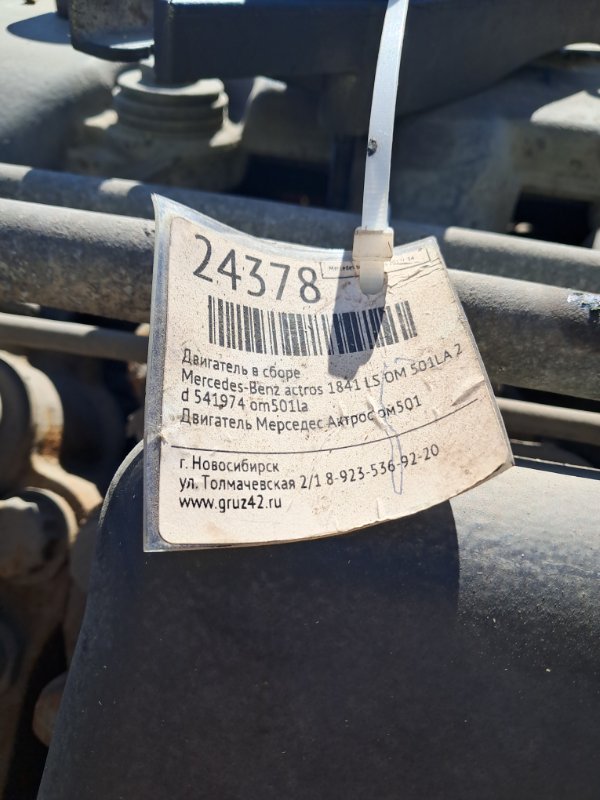 24378
Mercedes
Двигатель в сборе
Mercedes-Benz actros 1841 LS OM 501LA 2
d 541974 om501la
Двигатель Мерседес Актрос ом501
г. Новосибирск
ул. Толмачевская 2/1 8-923-536-92-20
www.gruz42.ru